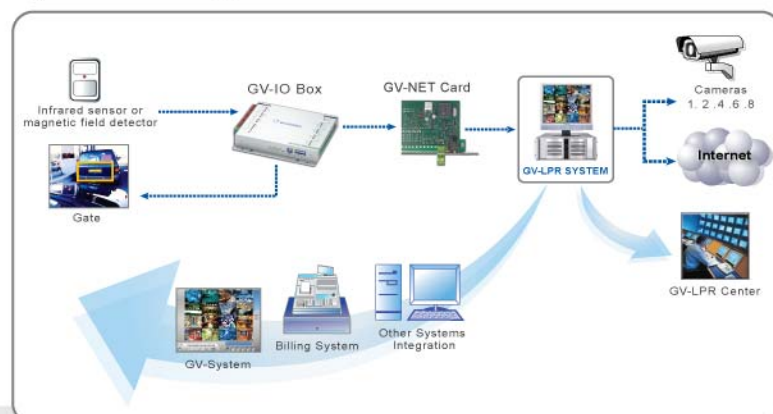 GV-IO Box
GV-NET Card
Infrared sensor or
magnetic field detector
Cameras
1. 2 .4 .6 .8
GV-LPR SYSTEM
Internet
Gate
GV-LPR Center
GV-System
Billing System
Other Systems
Integration